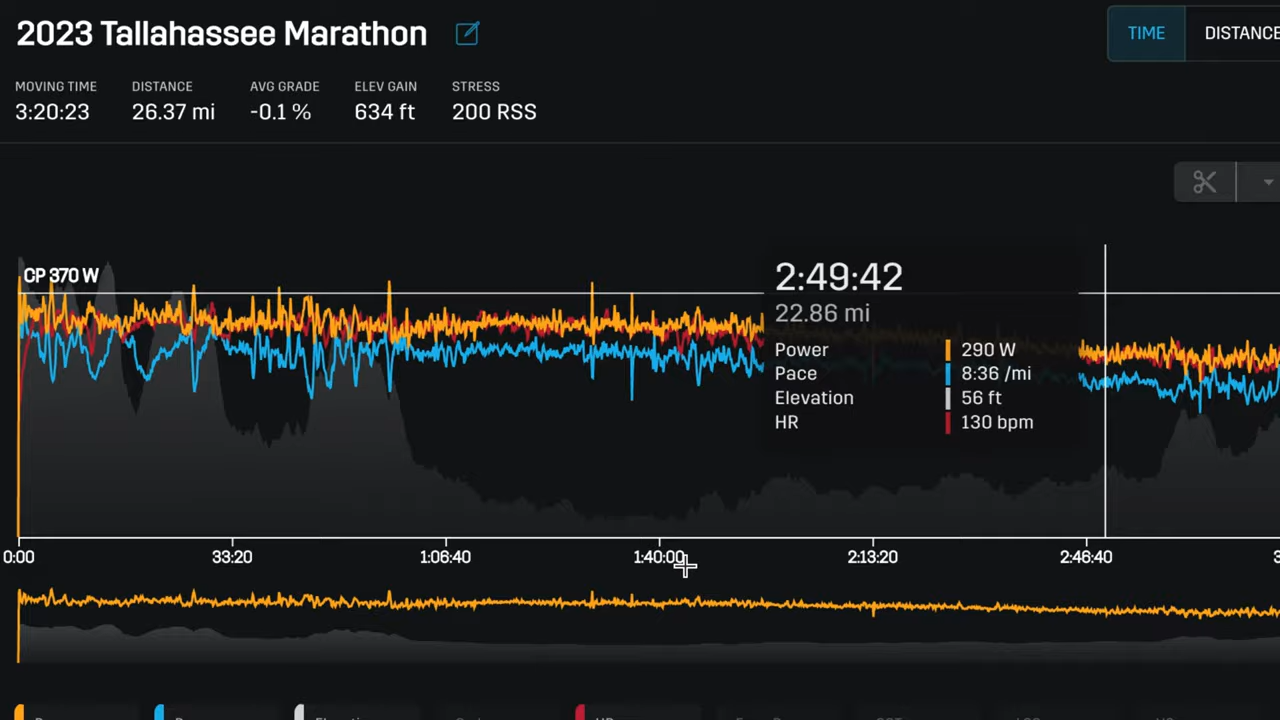 2023 Tallahassee Marathon
TIME
DISTANCE
MOVING TIME
DISTANCE
AVG GRADE
ELEV GAIN
STRESS
3:20:23
26.37 mi
-0.1 %
634 ft
200 RSS
CP 370 W
2:49:42
22.86 mi
Power 290 W
Pace 8:36 /mi
Elevation 56 ft
HR 130 bpm
0:00
33:20
1:06:40
1:40:00
2:13:20
2:46:40